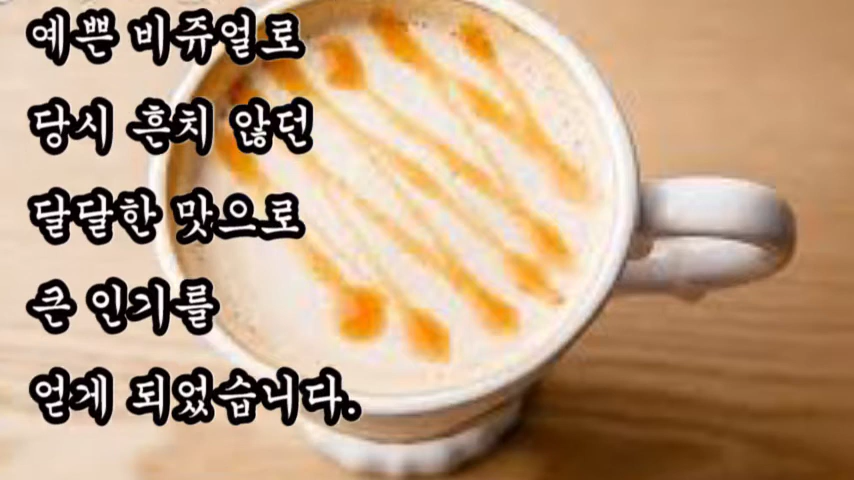 예쁜 비쥬얼로
당시 흔치 않던
달달한 맛으로
큰 인기를
얻게 되었습니다.